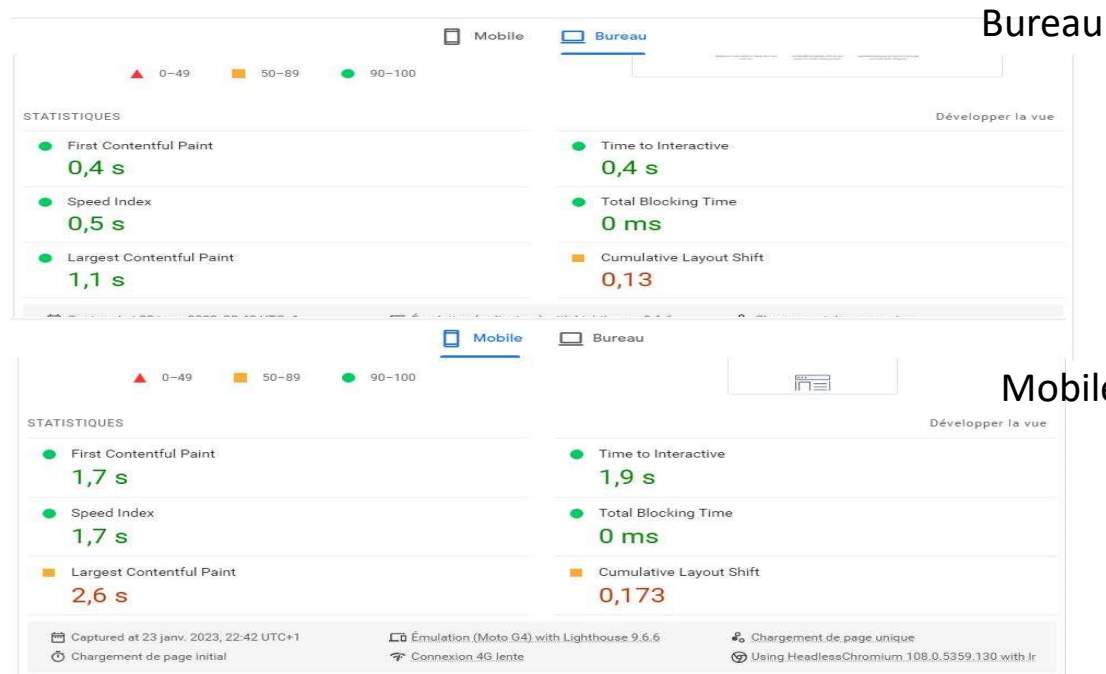 Bureau
Mobile Bureau
0–49 50–89 90–100
STATISTIQUES Développer la vue
First Contentful Paint Time to Interactive
0,4 s 0,4 s
Speed Index Total Blocking Time
0,5 s 0 ms
Largest Contentful Paint Cumulative Layout Shift
1,1 s 0,13
Mobile Bureau
0–49 50–89 90–100
Mobile
STATISTIQUES Développer la vue
First Contentful Paint Time to Interactive
1,7 s 1,9 s
Speed Index Total Blocking Time
1,7 s 0 ms
Largest Contentful Paint Cumulative Layout Shift
2,6 s 0,173
Captured at 23 janv. 2023, 22:42 UTC+1 Émulation (Moto G4) with Lighthouse 9.6.6 Chargement de page unique
Chargement de page initial Connexion 4G lente Using HeadlessChromium 108.0.5359.130 with lr